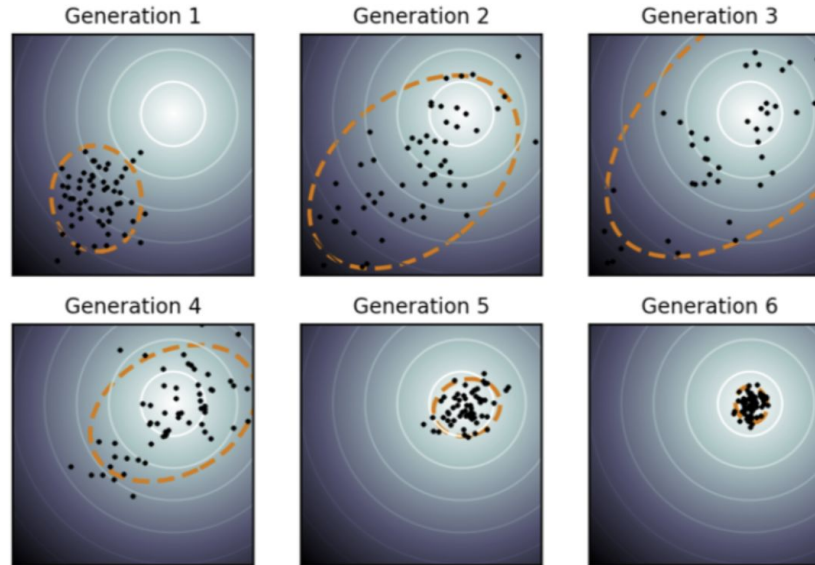 Generation 1
Generation 2
Generation 3
Generation 4
Generation 5
Generation 6